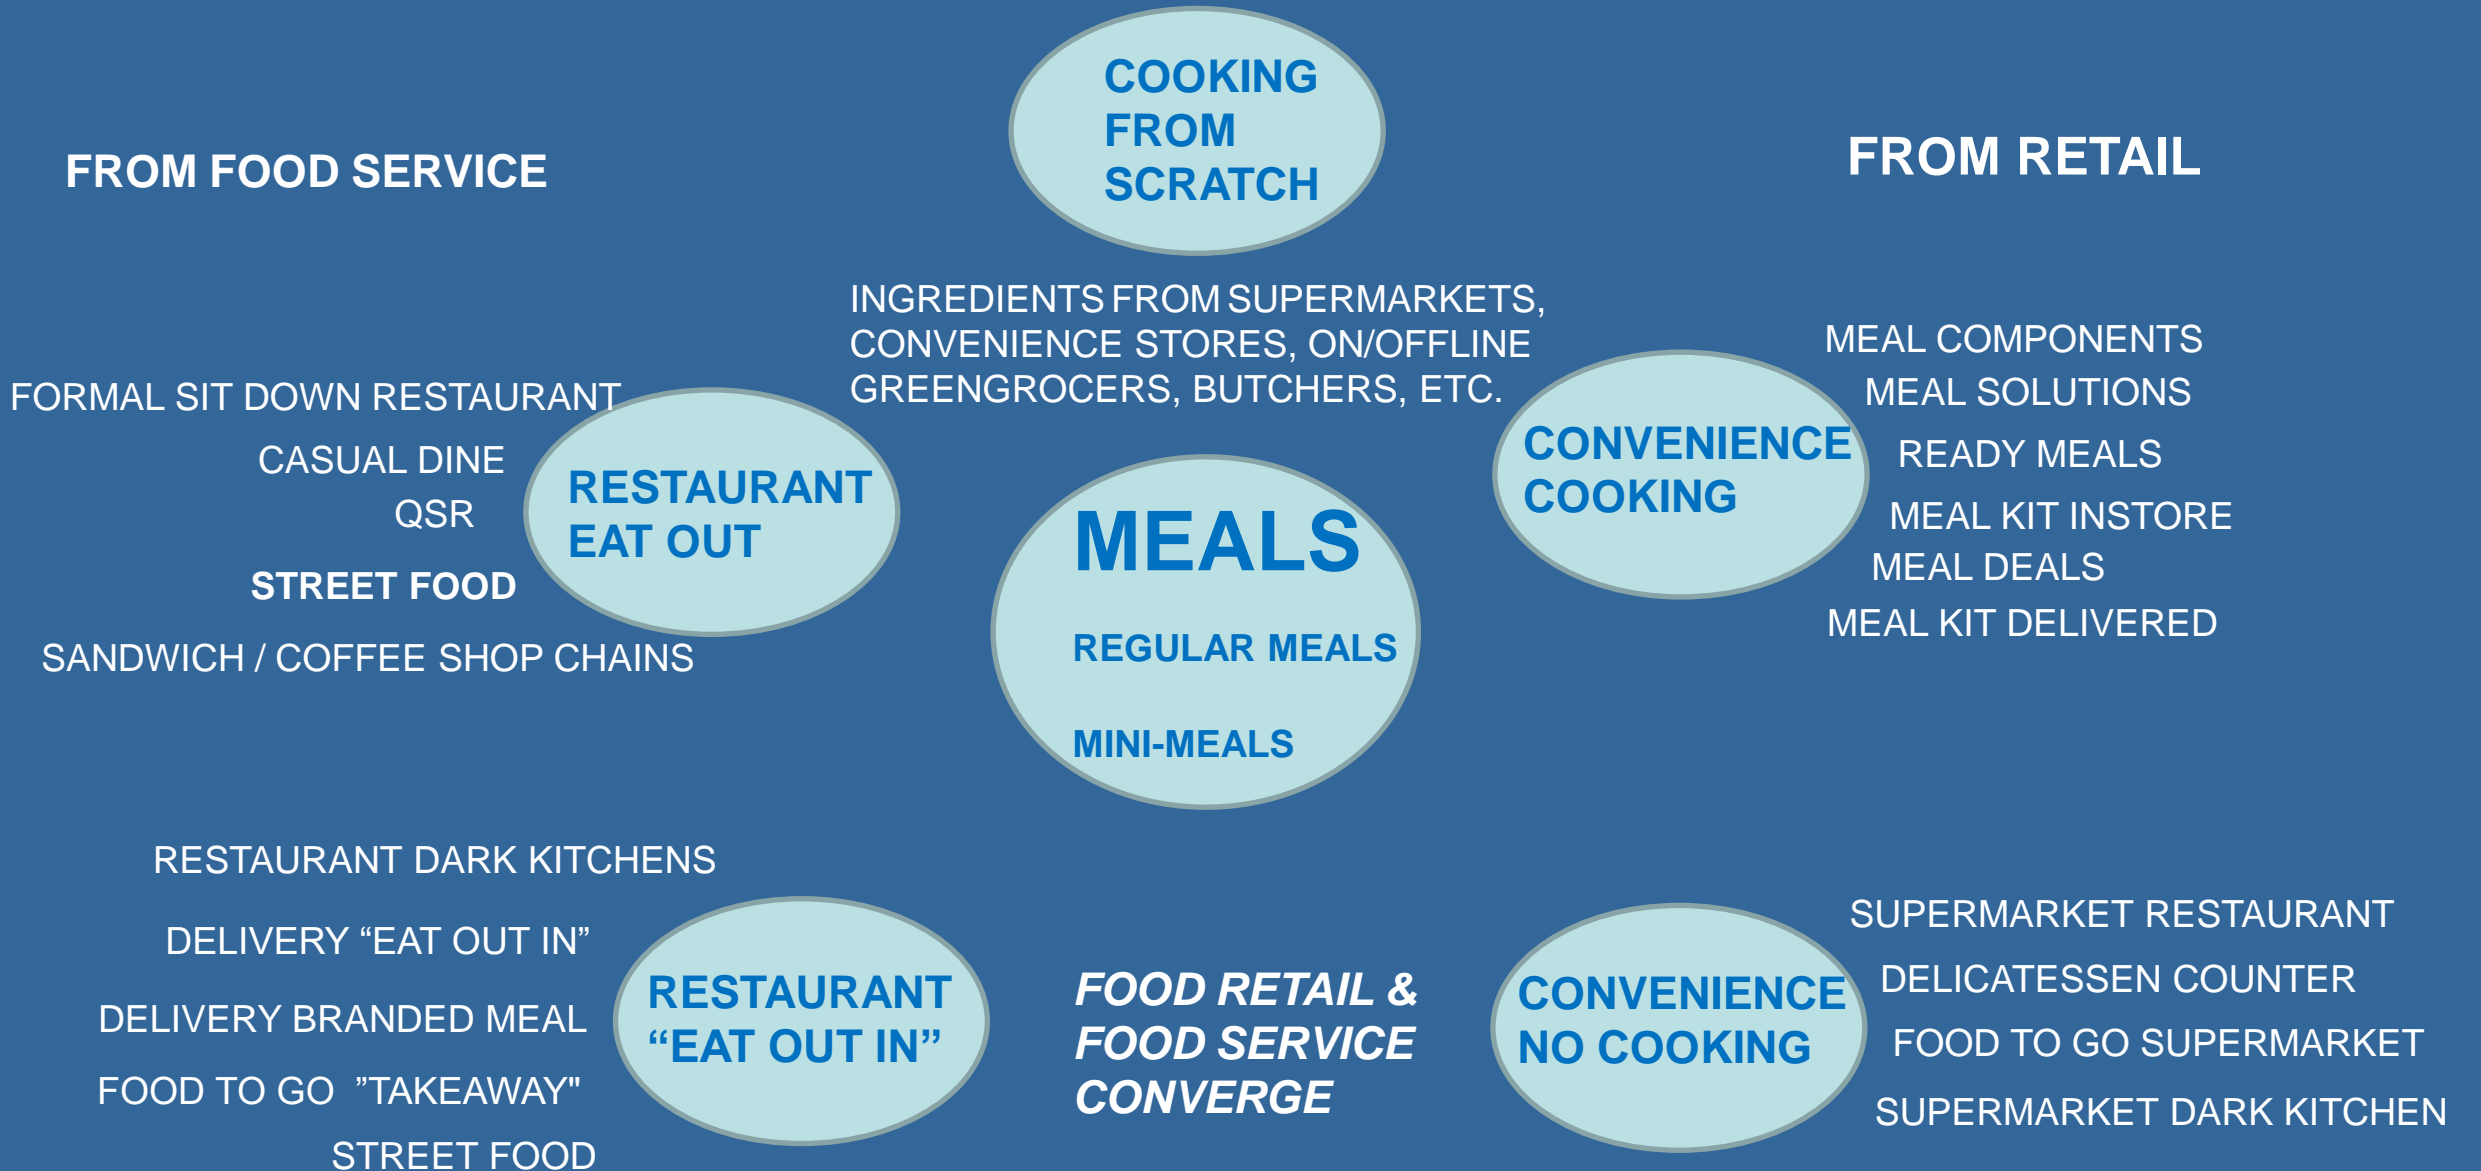 COOKING
FROM
SCRATCH
FROM FOOD SERVICE
FROM RETAIL
INGREDIENTS FROM SUPERMARKETS,
CONVENIENCE STORES, ON/OFFLINE
GREENGROCERS, BUTCHERS, ETC.
FORMAL SIT DOWN RESTAURANT
CASUAL DINE
QSR
STREET FOOD
SANDWICH / COFFEE SHOP CHAINS
RESTAURANT
EAT OUT
MEALS
REGULAR MEALS
MINI-MEALS
CONVENIENCE
COOKING
MEAL COMPONENTS
MEAL SOLUTIONS
READY MEALS
MEAL KIT INSTORE
MEAL DEALS
MEAL KIT DELIVERED
RESTAURANT DARK KITCHENS
DELIVERY “EAT OUT IN”
DELIVERY BRANDED MEAL
FOOD TO GO ”TAKEAWAY"
STREET FOOD
RESTAURANT
“EAT OUT IN”
FOOD RETAIL &
FOOD SERVICE
CONVERGE
CONVENIENCE
NO COOKING
SUPERMARKET RESTAURANT
DELICATESSEN COUNTER
FOOD TO GO SUPERMARKET
SUPERMARKET DARK KITCHEN